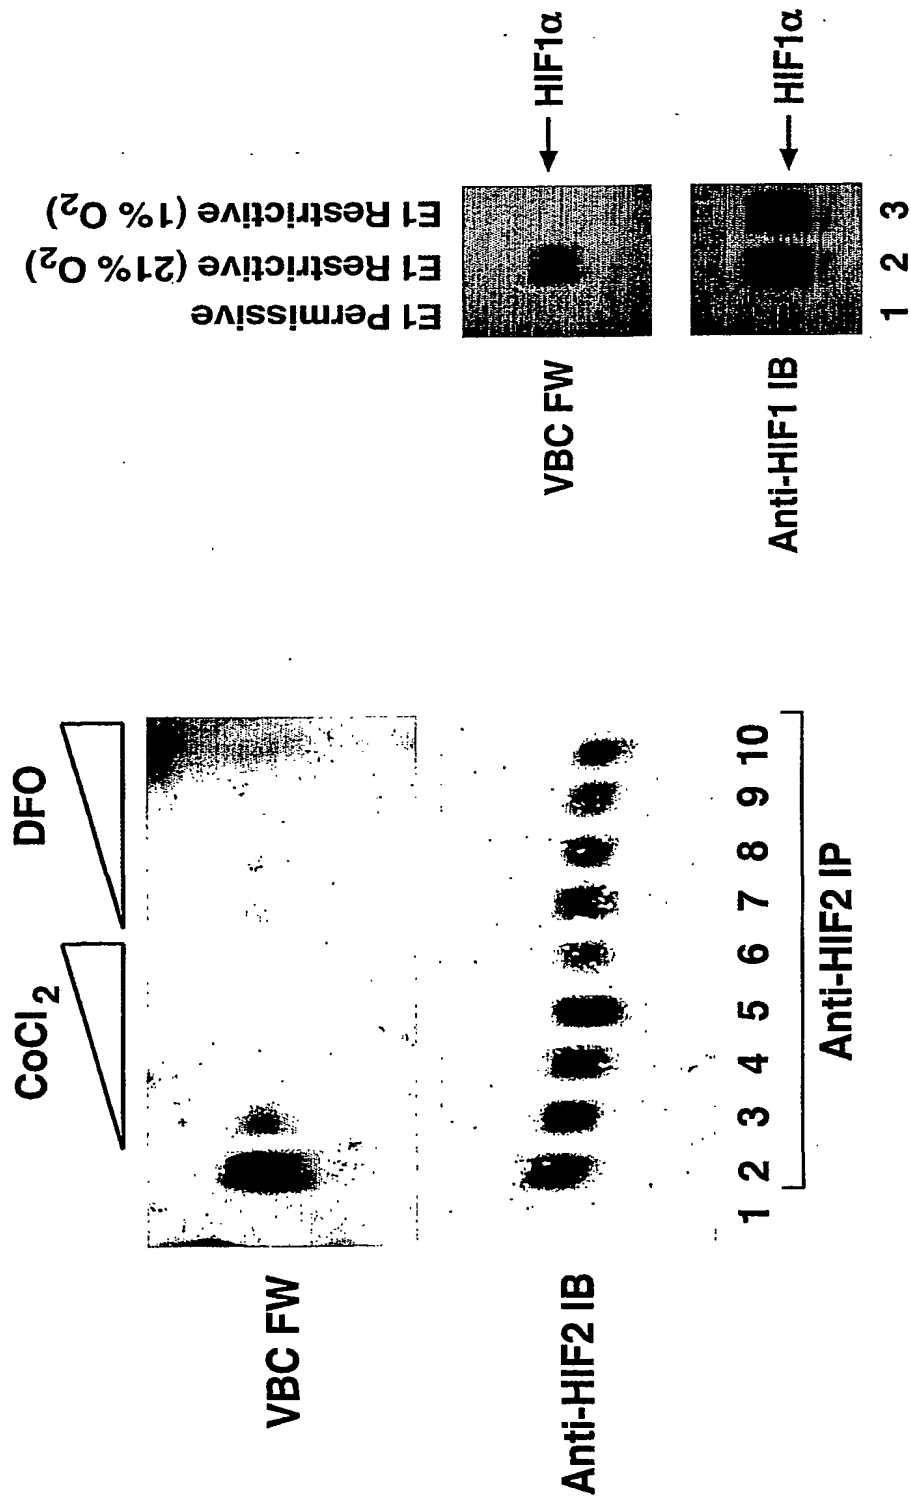 CoCl2
DFO
VBC FW
Anti-HIF2 IB
1 2 3 4 5 6 7 8 9 10
Anti-HIF2 IP
E1 Permissive
E1 Restrictive (21% O2)
E1 Restrictive (1% O2)
VBC FW
HIF1α
Anti-HIF1 IB
HIF1α
1 2 3